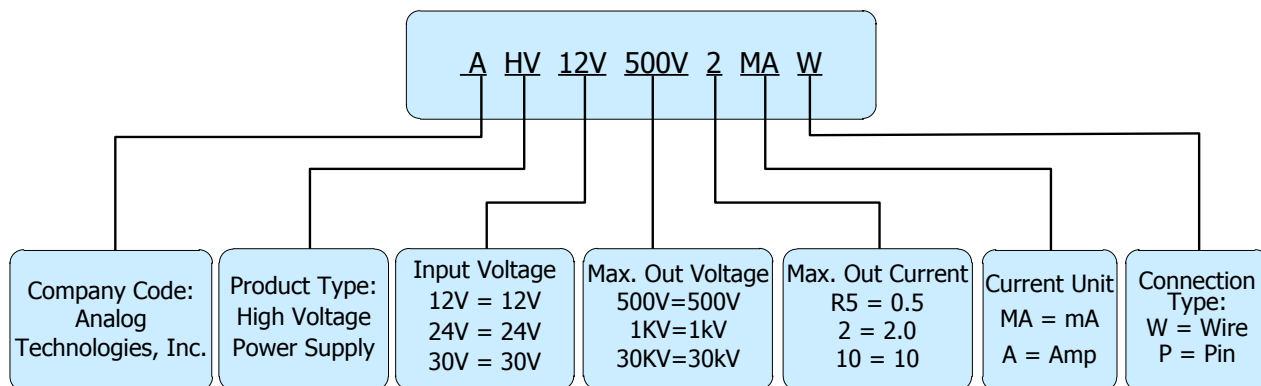 A HV 12V 500V 2 MA W
Company Code:
Analog
Technologies, Inc.
Product Type:
High Voltage
Power Supply
Input Voltage
12V = 12V
24V = 24V
30V = 30V
Max. Out Voltage
500V=500V
1KV=1kV
30KV=30kV
Max. Out Current
R5 = 0.5
2 = 2.0
10 = 10
Current Unit
MA = mA
A = Amp
Connection
Type:
W = Wire
P = Pin